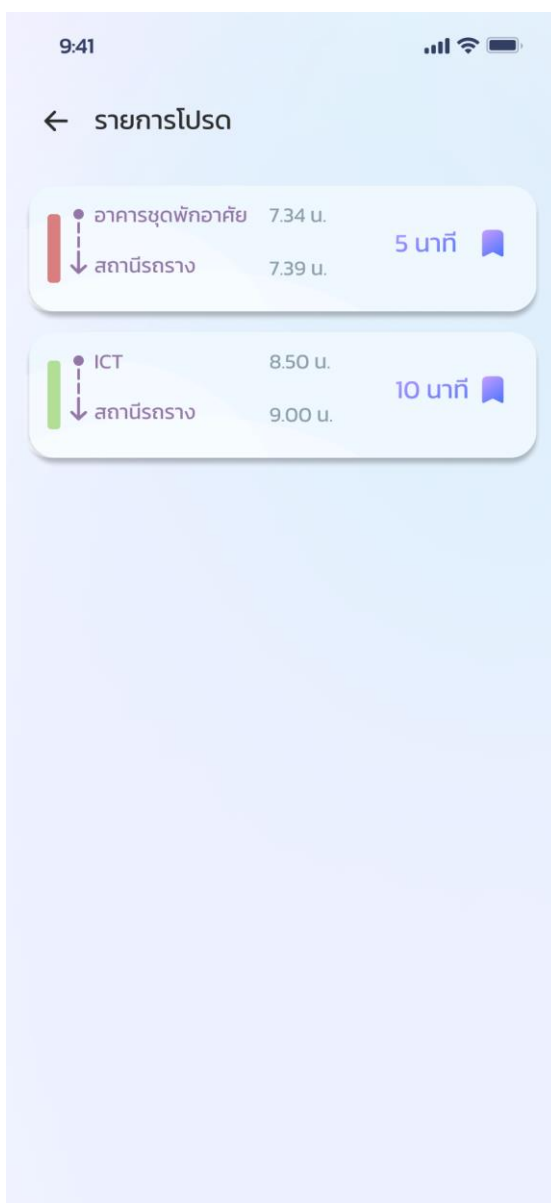 9:41
รายการโปรด
อาคารชุดพักอาศัย 7.34 น.
5 นาที
สถานีรถราง 7.39 น.
ICT 8.50 น.
10 นาที
สถานีรถราง 9.00 น.